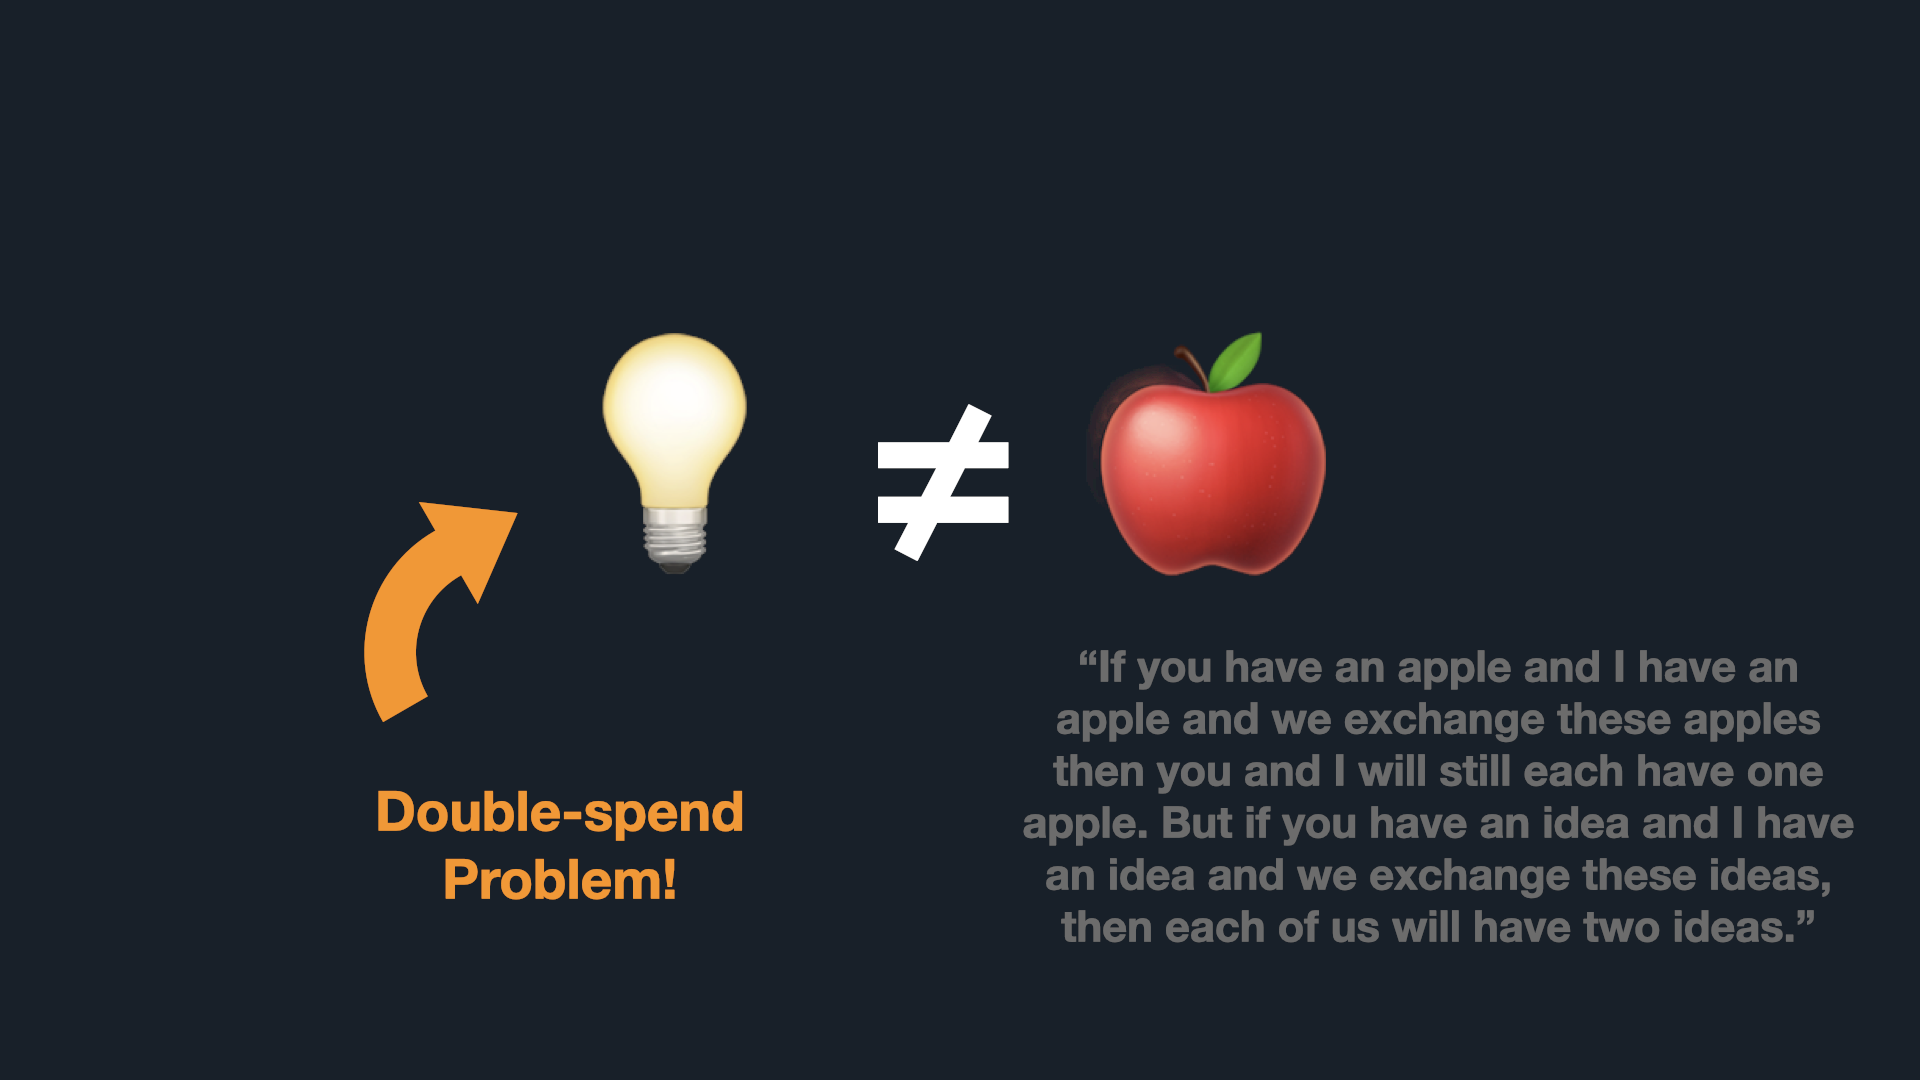 ≠
“If you have an apple and I have an
apple and we exchange these apples
then you and I will still each have one
apple. But if you have an idea and I have
an idea and we exchange these ideas,
then each of us will have two ideas.”
Double-spend
Problem!